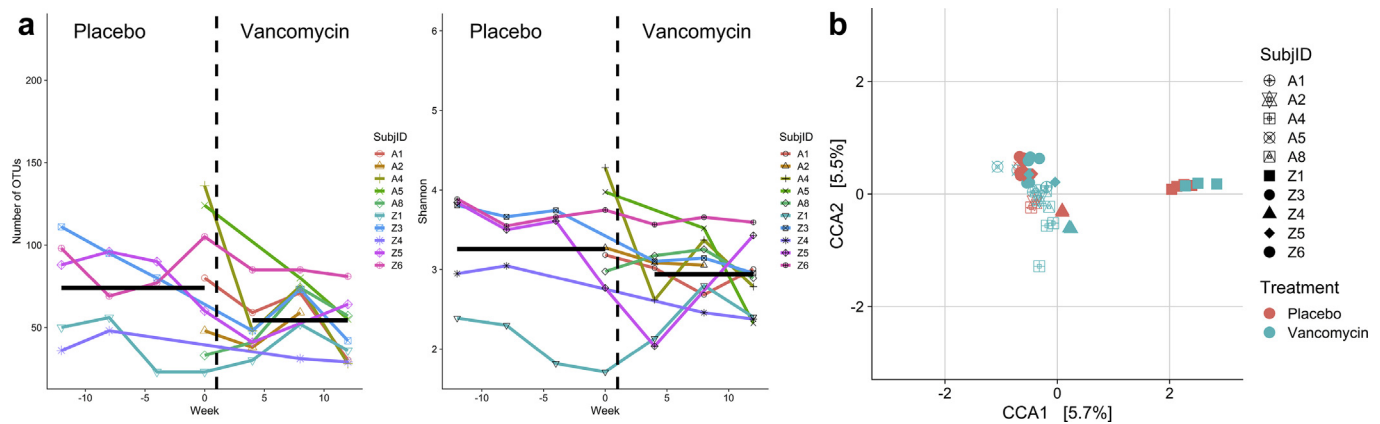 a
Placebo
Vancomycin
Number of OTUs
200
150
100
50
-10
-5
0
5
10
Week
SubjID
A1
A2
A4
A5
A8
Z1
Z3
Z4
Z5
Z6
Placebo
Vancomycin
Shannon
6
5
4
3
2
-10
-5
0
5
10
Week
SubjID
A1
A2
A4
A5
A8
Z1
Z3
Z4
Z5
Z6
b
CCA2 [5.5%]
2
0
-2
-2
0
2
CCA1 [5.7%]
SubjID
A1
A2
A4
A5
A8
Z1
Z3
Z4
Z5
Z6
Treatment
Placebo
Vancomycin